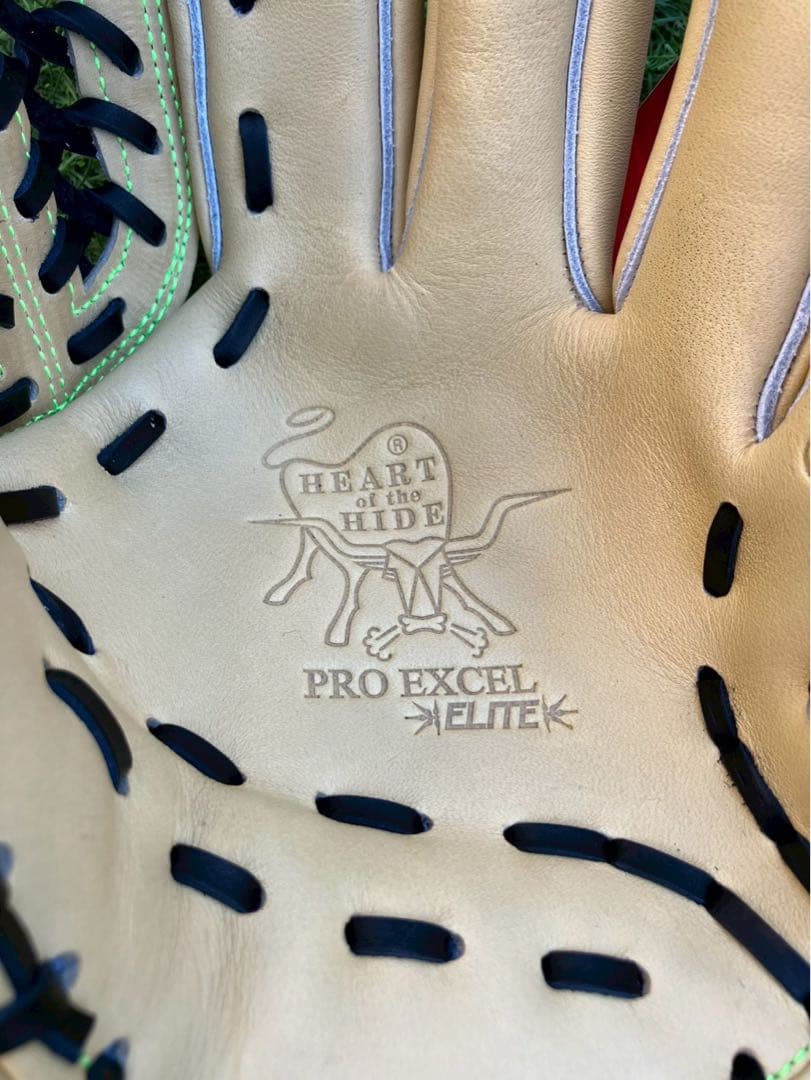 ®
HEART
of the
HIDE
PRO EXCEL
ELITE